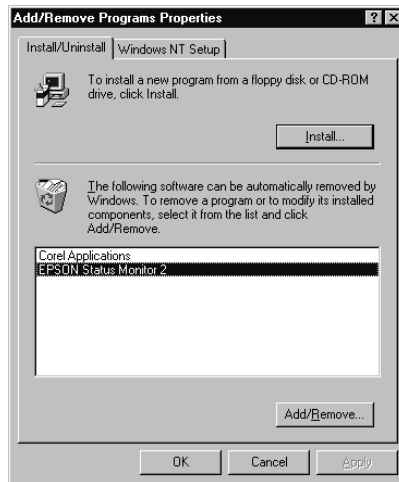 Add/Remove Programs Properties
Install/Uninstall
Windows NT Setup
To install a new program from a floppy disk or CD-ROM
drive, click Install.
Install...
The following software can be automatically removed by
Windows. To remove a program or to modify its installed
components, select it from the list and click
Add/Remove.
Corel Applications
EPSON Status Monitor 2
Add/Remove...
OK
Cancel
Apply